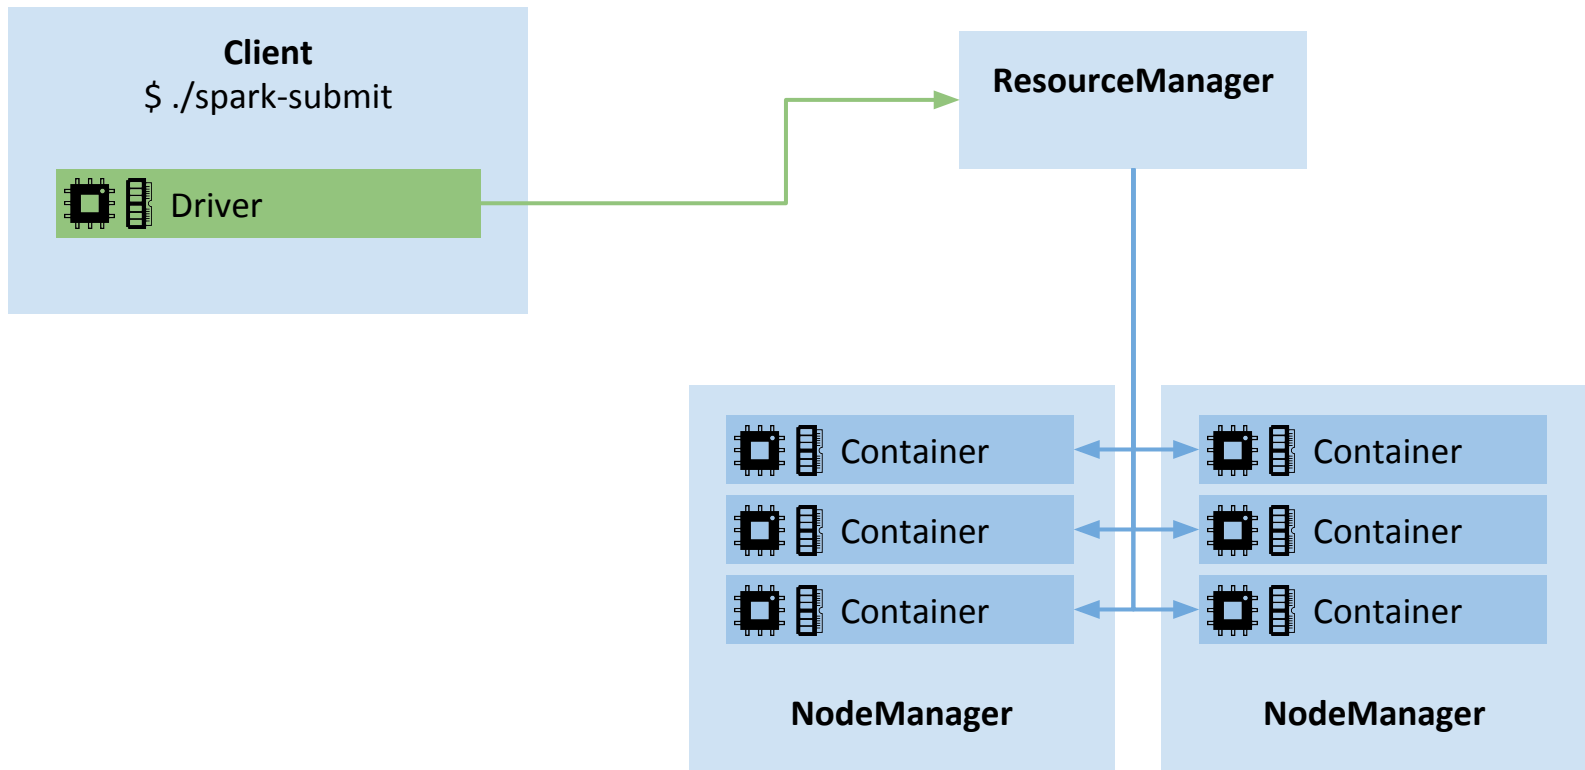 Client
$ ./spark-submit
Driver
ResourceManager
Container
Container
Container
NodeManager
Container
Container
Container
NodeManager